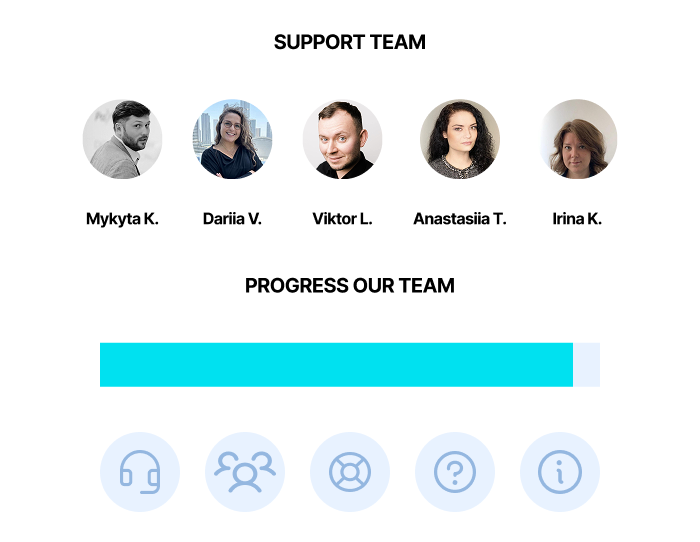 SUPPORT TEAM
Mykyta K. Dariia V. Viktor L. Anastasiia T. Irina K.
PROGRESS OUR TEAM